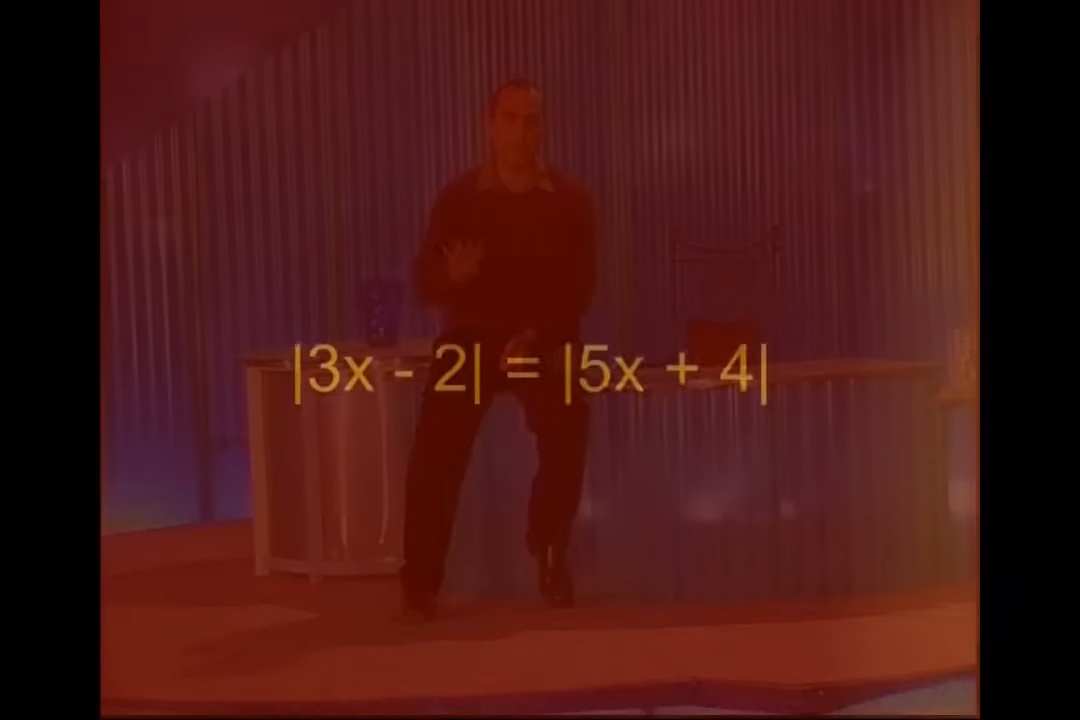 |3x - 2| = |5x + 4|